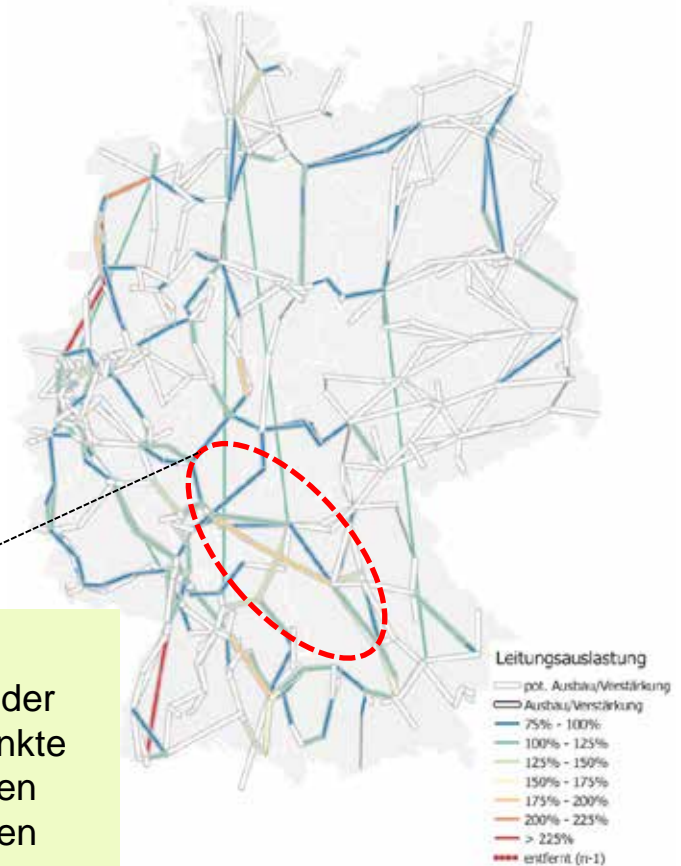 der
nkte
en
en
Leitungsauslastung
pot. Ausbau/Verstärkung
Ausbau/Verstärkung
75% - 100%
100% - 125%
125% - 150%
150% - 175%
175% - 200%
200% - 225%
> 225%
entfernt (n-1)